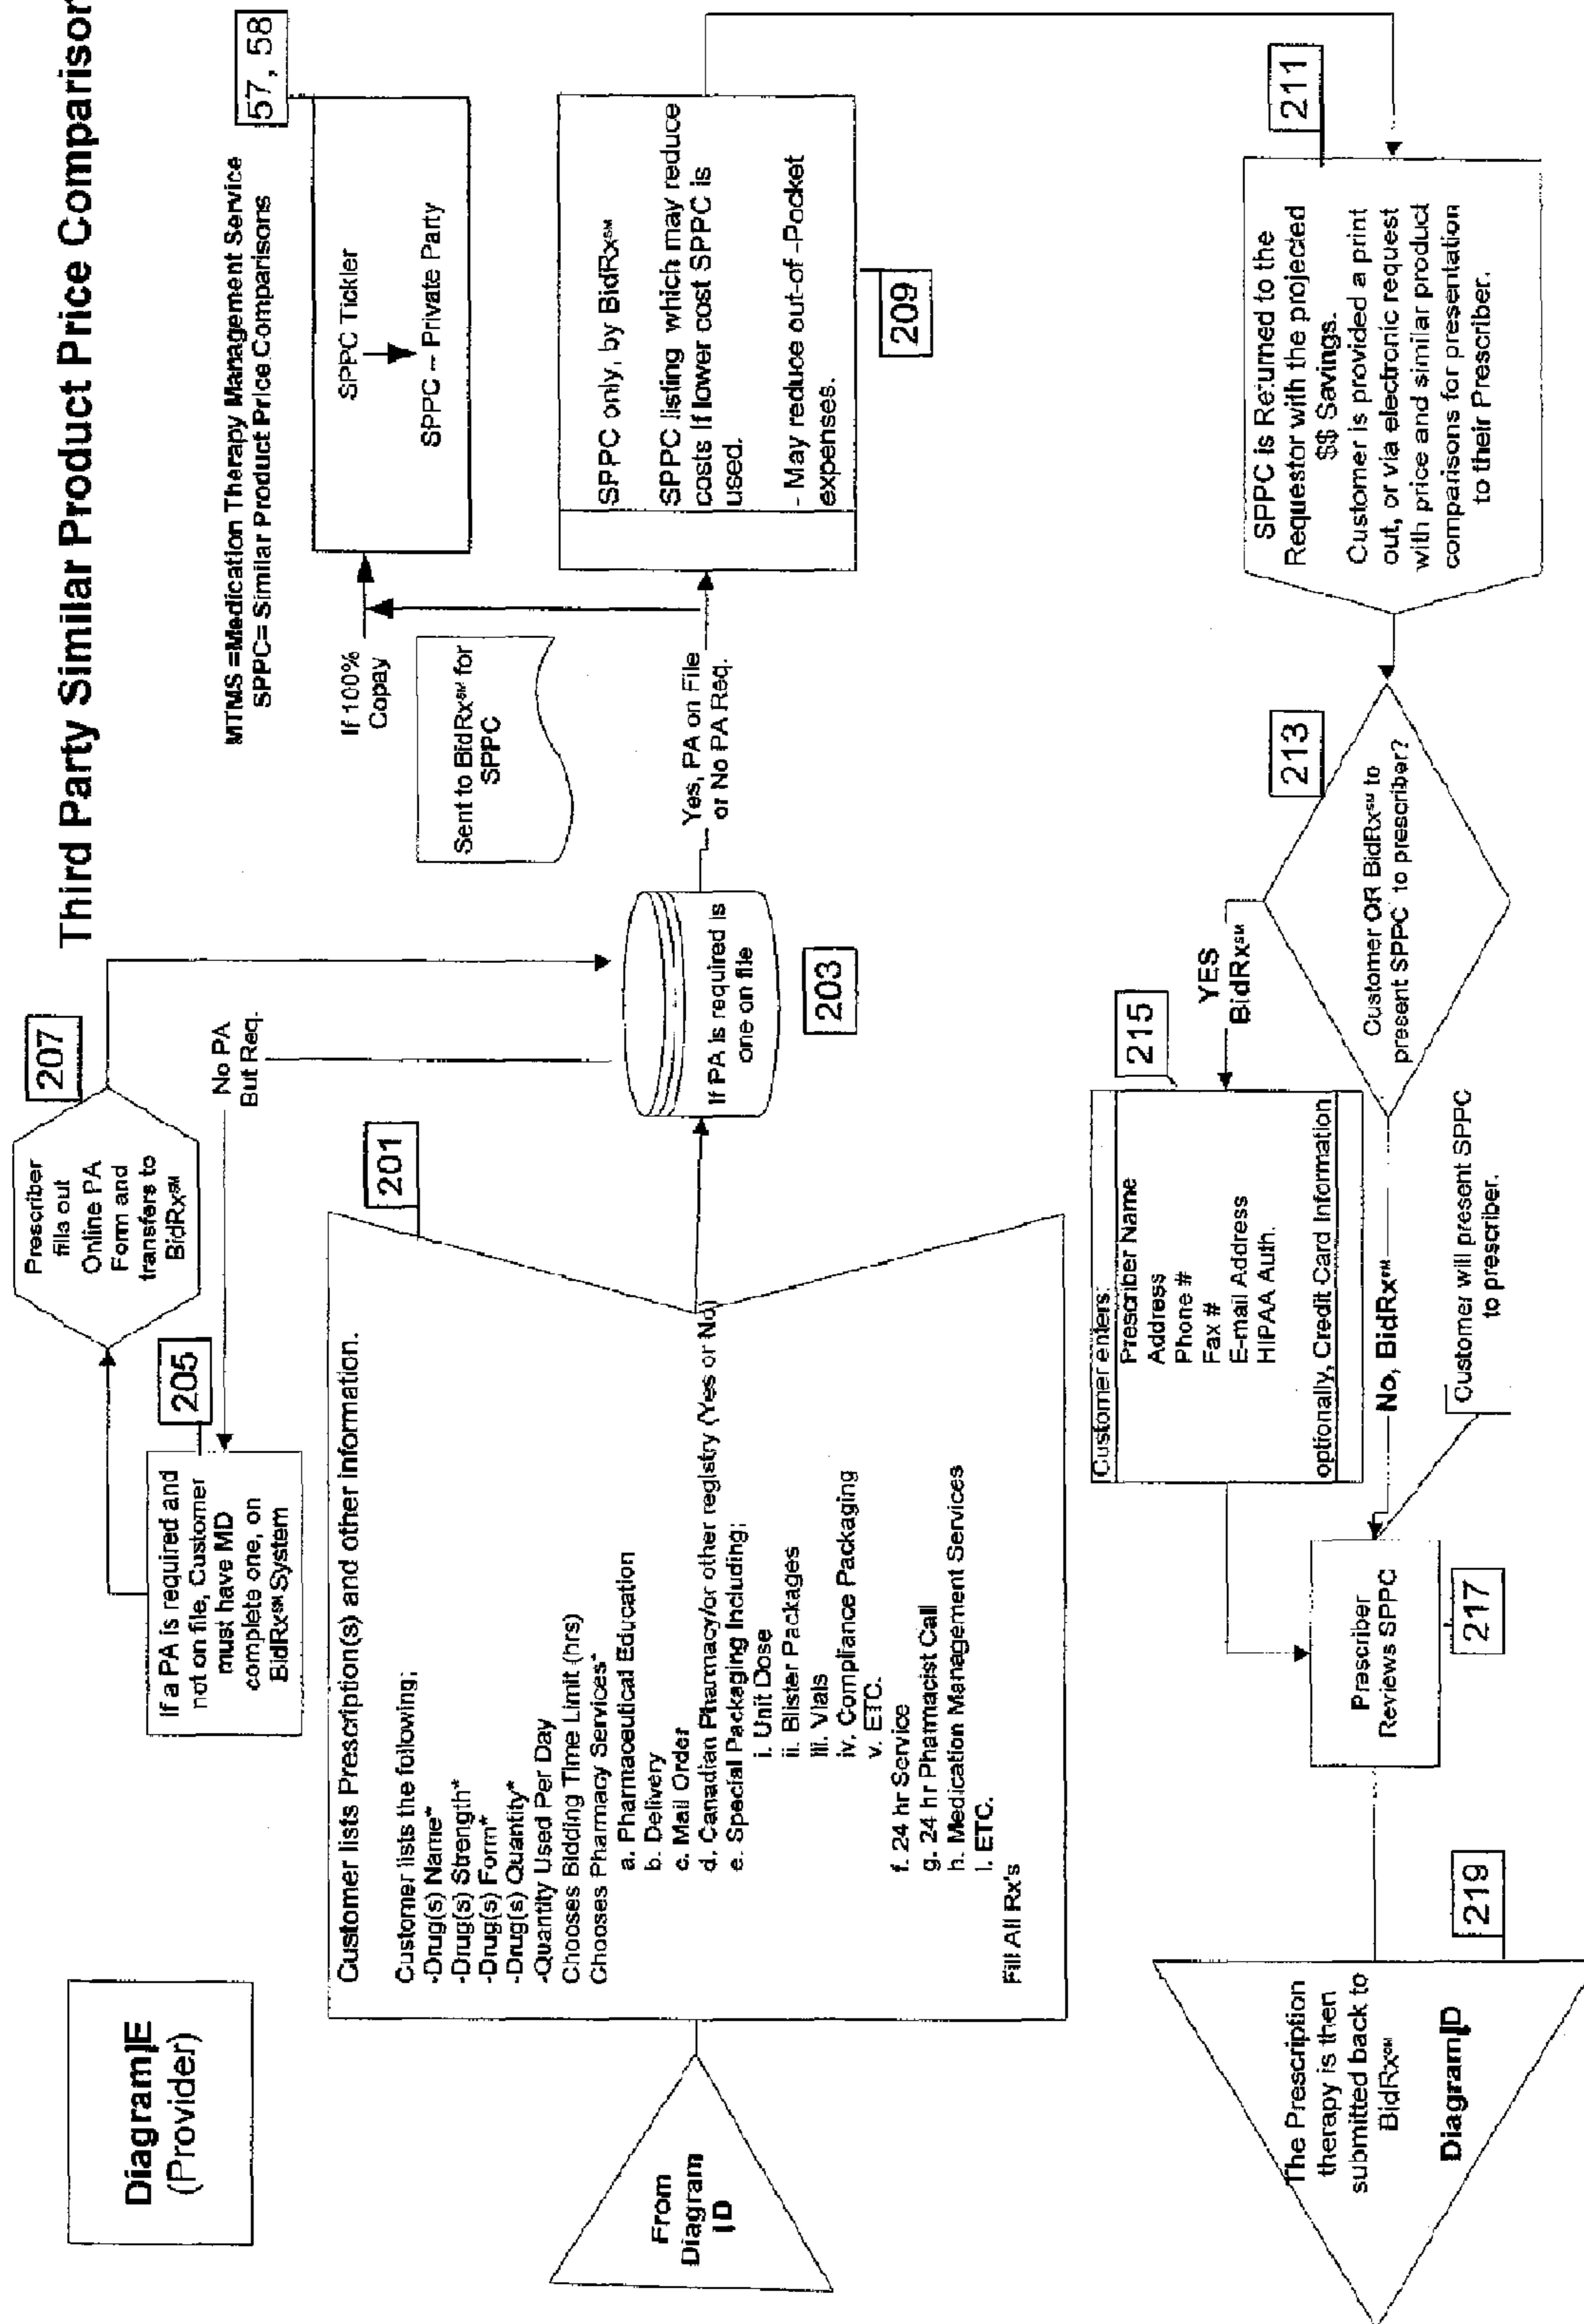 Third Party Similar Product Price Comparison
Diagram IE
(Provider)
MTMS =Medication Therapy Management Service
SPPC= Similar Product Price Comparisons
57, 58
SPPC Tickler
SPPC – Private Party
If 100%
Copay
Sent to BidRx℠ for
SPPC
Prescriber
fills out
Online PA
Form and
transfers to
BidRx℠
207
No PA
But Req.
If a PA is required and
not on file, Customer
must have MD
complete one, on
BidRx℠ System
205
From
Diagram
ID
201
Customer lists Prescription(s) and other information.
Customer lists the following:
-Drug(s) Name*
-Drug(s) Strength*
-Drug(s) Form*
-Drug(s) Quantity*
-Quantity Used Per Day
Chooses Bidding Time Limit (hrs)
Chooses Pharmacy Services*
a. Pharmaceutical Education
b. Delivery
c. Mail Order
d. Canadian Pharmacy/or other registry (Yes or No)
e. Special Packaging Including:
i. Unit Dose
ii. Blister Packages
iii. Vials
iv. Compliance Packaging
v. ETC.
f. 24 hr Service
g. 24 hr Pharmacist Call
h. Medication Management Services
i. ETC.
Fill All Rx's
If PA is required is
one on file
203
Yes, PA on File
or No PA Req.
SPPC only, by BidRx℠
SPPC listing which may reduce
costs if lower cost SPPC is
used.
- May reduce out-of -Pocket
expenses.
209
211
SPPC is Returned to the
Requestor with the projected
$$ Savings.
Customer is provided a print
out, or via electronic request
with price and similar product
comparisons for presentation
to their Prescriber.
213
Customer OR BidRx℠ to
present SPPC to prescriber?
YES
BidRx℠
215
Customer enters:
Prescriber Name
Address
Phone #
Fax #
E-mail Address
HIPAA Auth.
optionally, Credit Card Information
No, BidRx℠
Customer will present SPPC
to prescriber.
Prescriber
Reviews SPPC
217
The Prescription
therapy is then
submitted back to
BidRx℠
Diagram ID
219